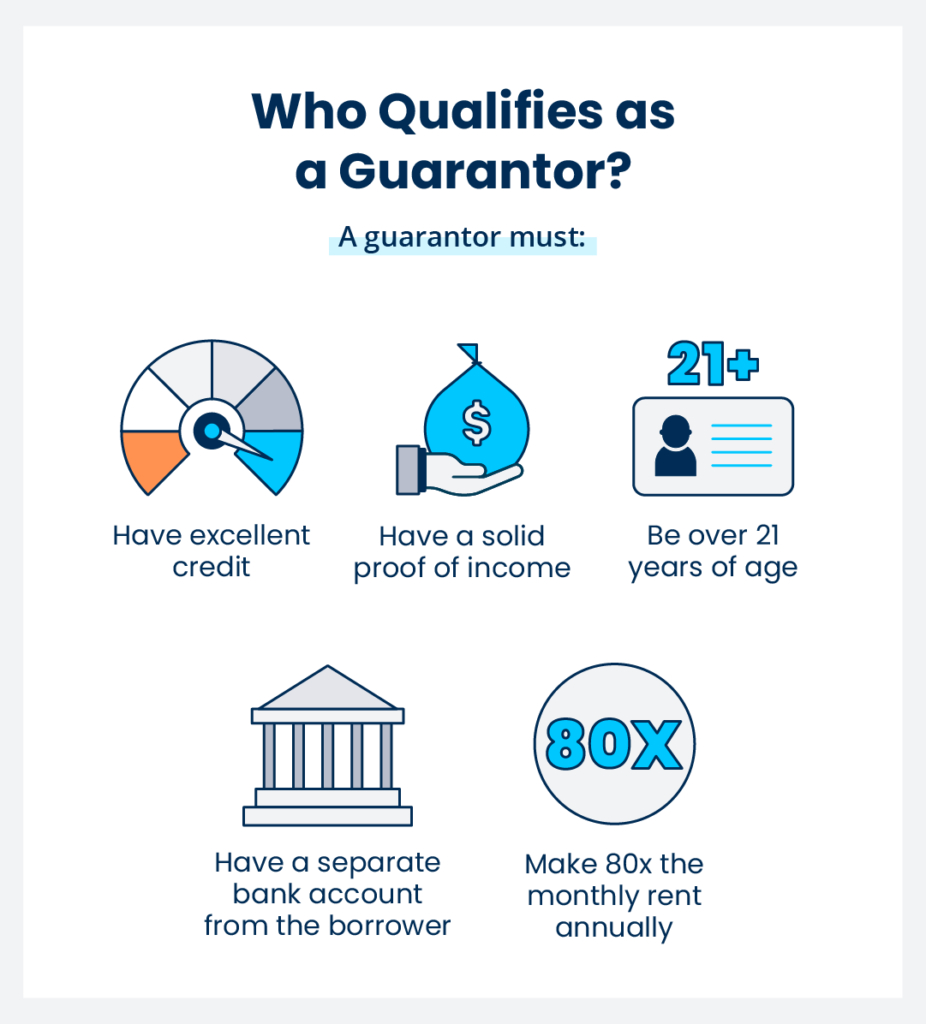 Who Qualifies as
a Guarantor?
A guarantor must:
$
21+
Have excellent
credit
Have a solid
proof of income
Be over 21
years of age
80X
Have a separate
bank account
from the borrower
Make 80x the
monthly rent
annually